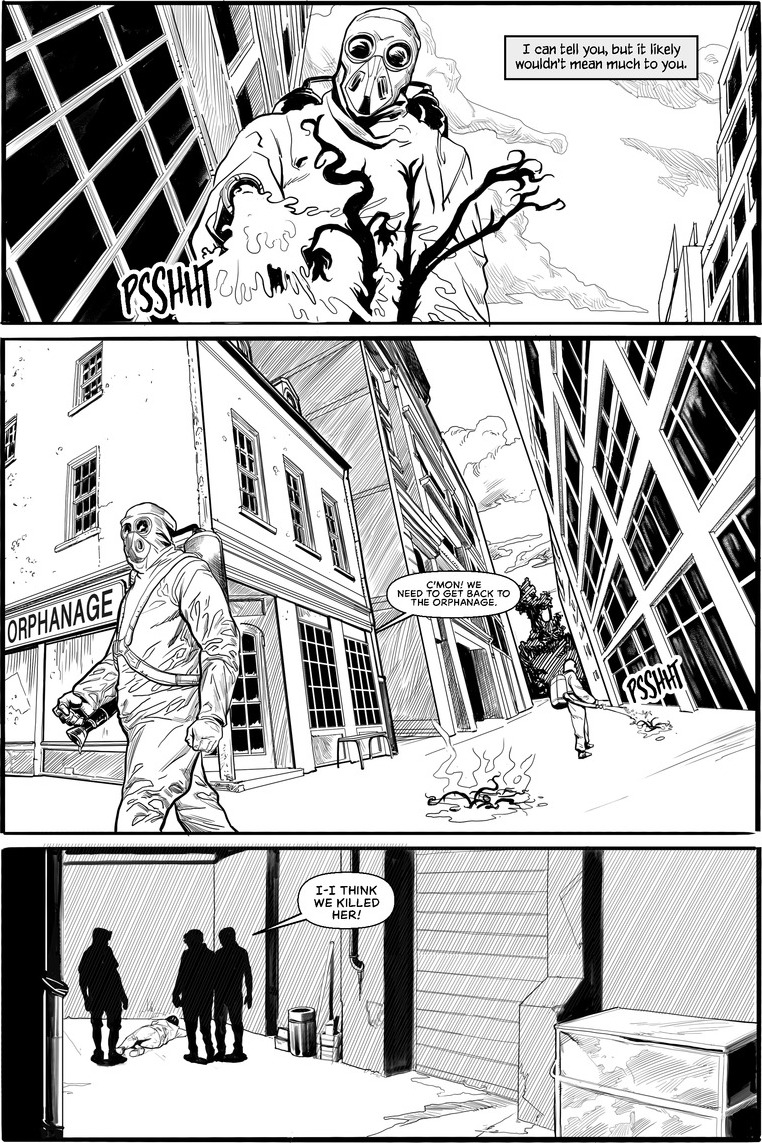 I can tell you, but it likely
wouldn't mean much to you.
PSSHHT
ORPHANAGE
C'MON! WE
NEED TO GET BACK TO
THE ORPHANAGE.
PSSHHT
I-I THINK
WE KILLED
HER!